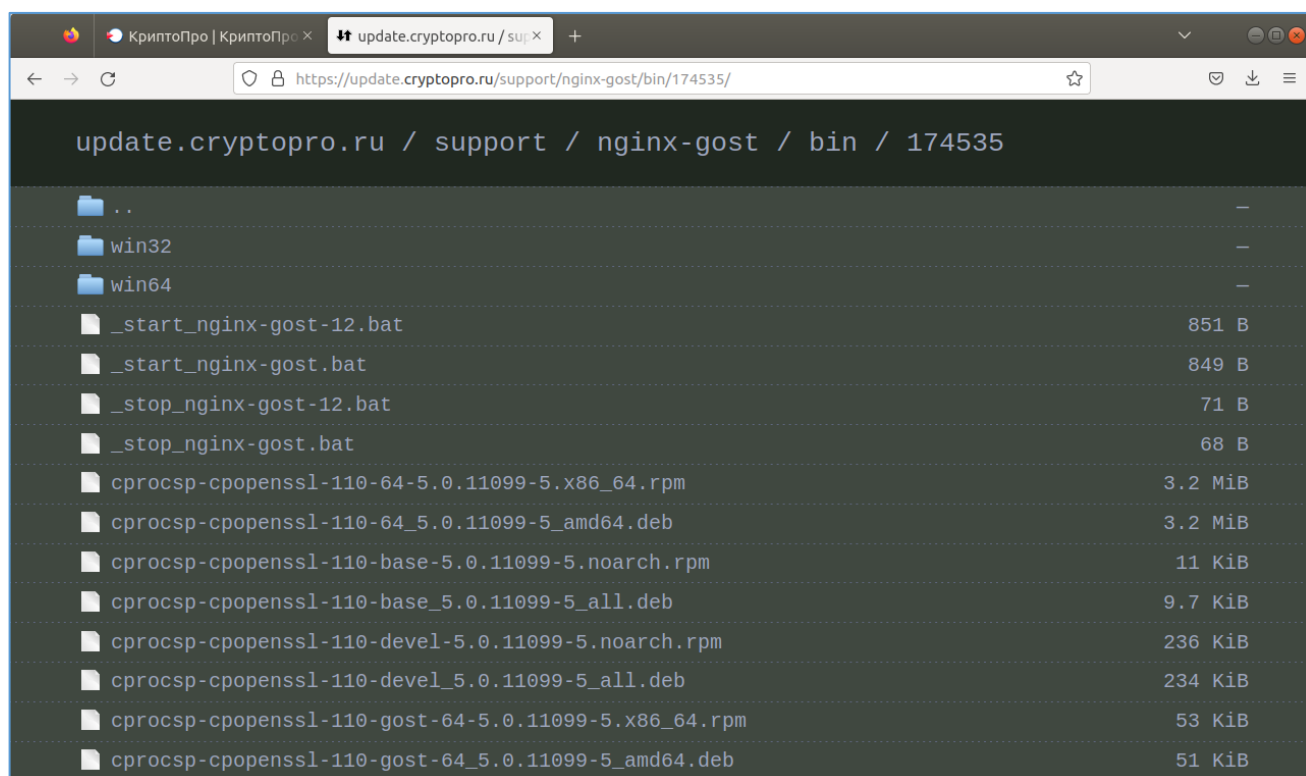 КриптоПро | КриптоПро update.cryptopro.ru / sup
https://update.cryptopro.ru/support/nginx-gost/bin/174535/
update.cryptopro.ru / support / nginx-gost / bin / 174535
.. —
win32 —
win64 —
_start_nginx-gost-12.bat 851 B
_start_nginx-gost.bat 849 B
_stop_nginx-gost-12.bat 71 B
_stop_nginx-gost.bat 68 B
cprocsp-cpopenssl-110-64-5.0.11099-5.x86_64.rpm 3.2 MiB
cprocsp-cpopenssl-110-64_5.0.11099-5_amd64.deb 3.2 MiB
cprocsp-cpopenssl-110-base-5.0.11099-5.noarch.rpm 11 KiB
cprocsp-cpopenssl-110-base_5.0.11099-5_all.deb 9.7 KiB
cprocsp-cpopenssl-110-devel-5.0.11099-5.noarch.rpm 236 KiB
cprocsp-cpopenssl-110-devel_5.0.11099-5_all.deb 234 KiB
cprocsp-cpopenssl-110-gost-64-5.0.11099-5.x86_64.rpm 53 KiB
cprocsp-cpopenssl-110-gost-64_5.0.11099-5_amd64.deb 51 KiB